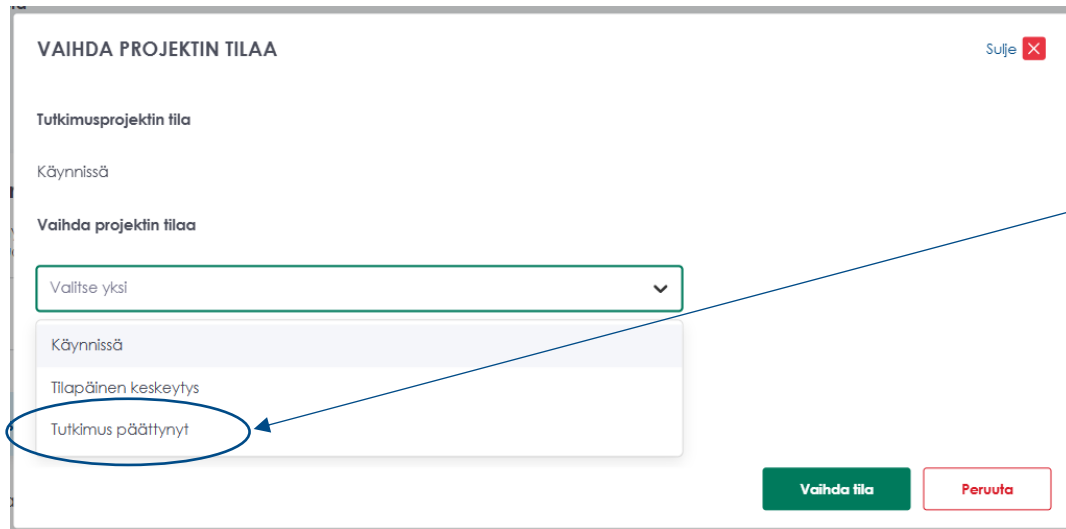 VAIHDA PROJEKTIN TILAA
Sulje
Tutkimusprojektin tila
Käynnissä
Vaihda projektin tilaa
Valitse yksi
Käynnissä
Tilapäinen keskeytys
Tutkimus päättynyt
Vaihda tila
Peruuta